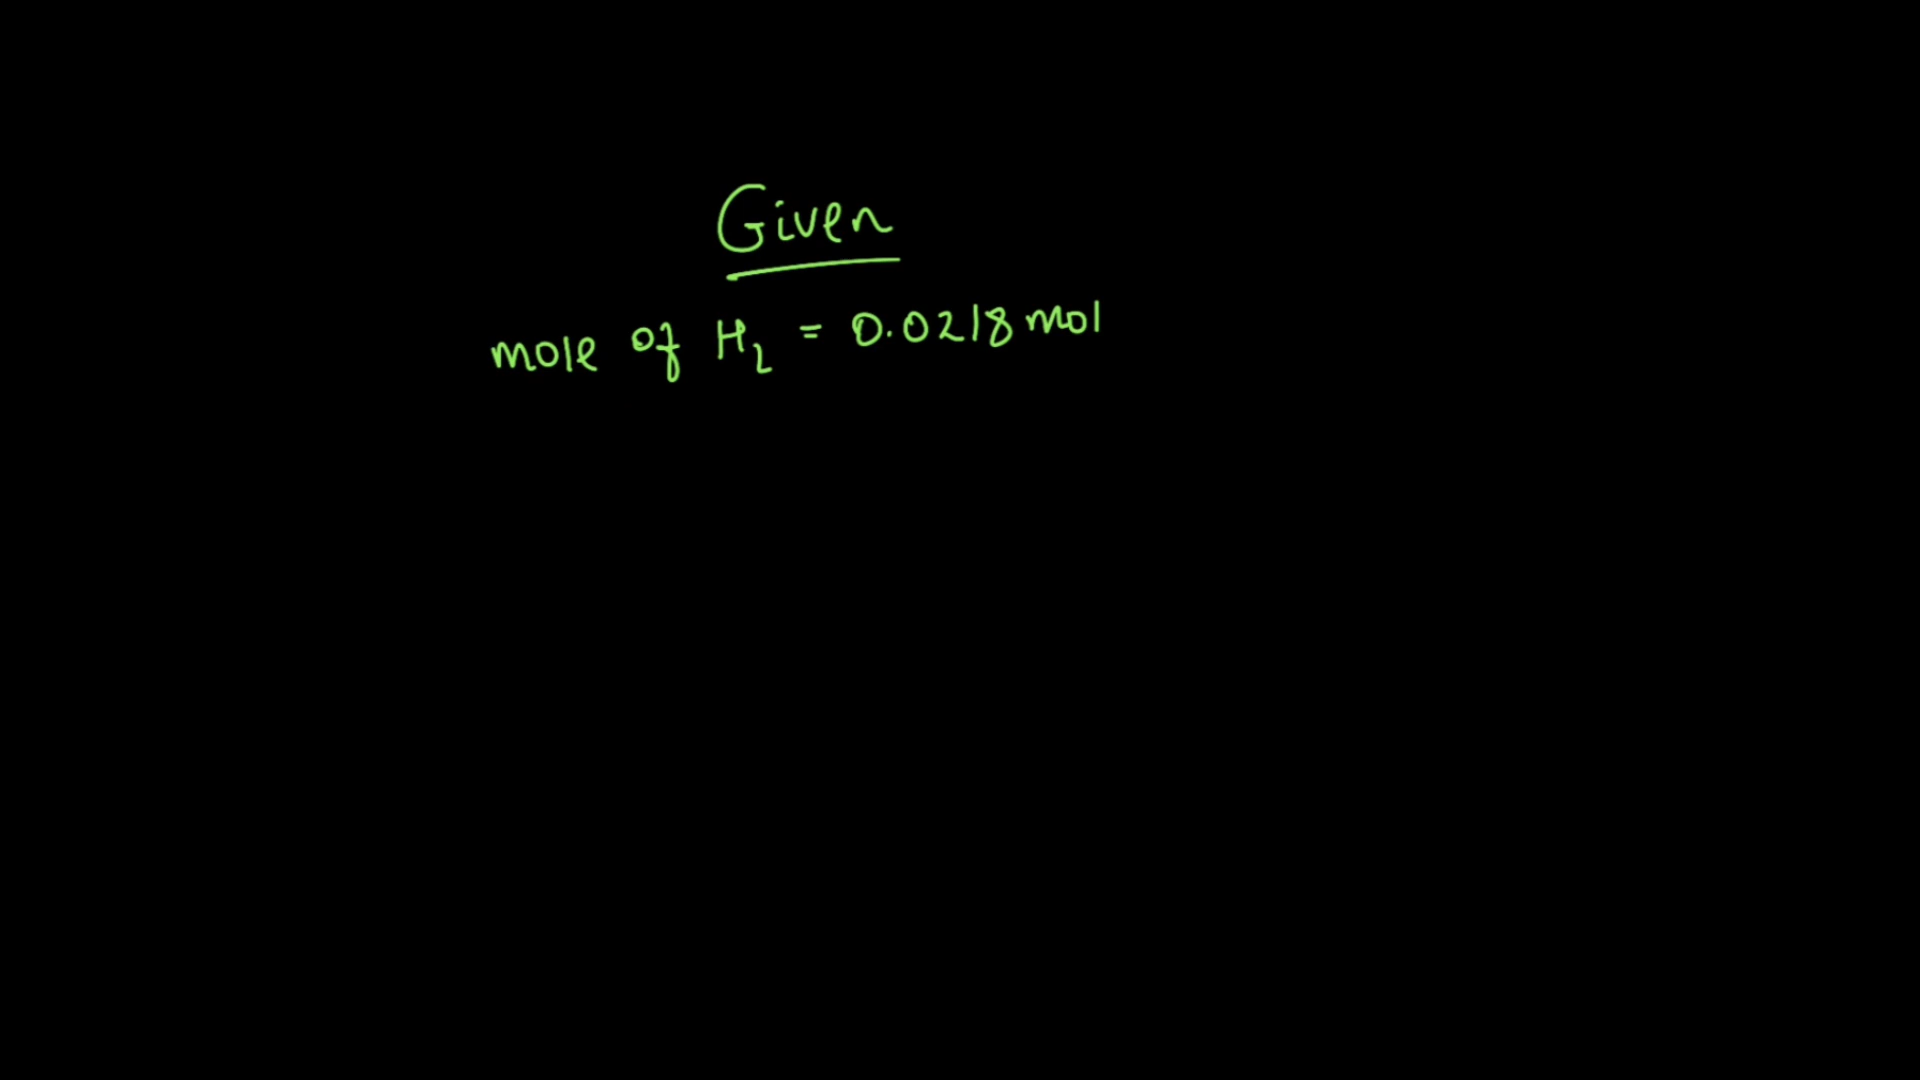 Given
mole of H₂ = 0.0218 mol